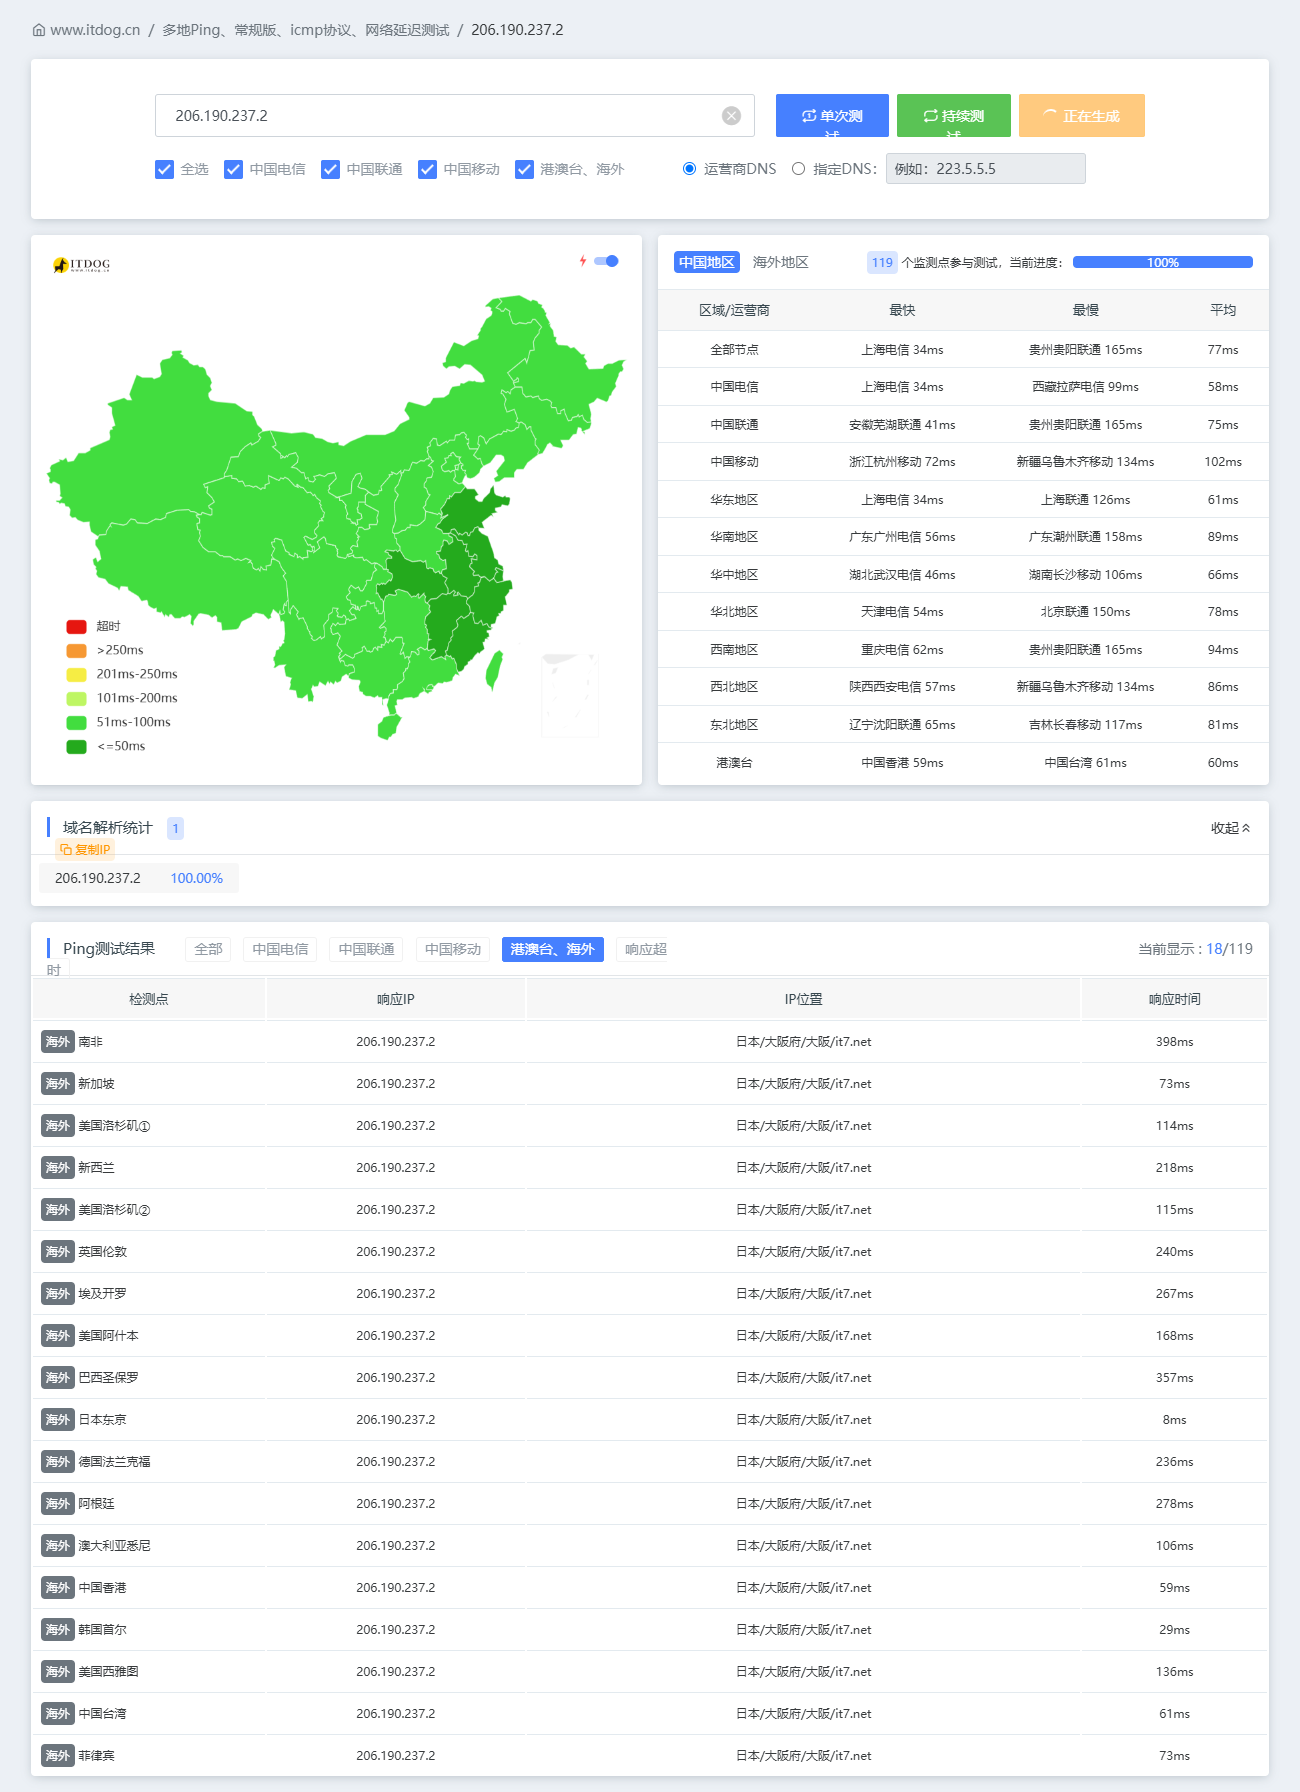 www.itdog.cn / 多地Ping、常规版、icmp协议、网络延迟测试 / 206.190.237.2
206.190.237.2 单次测试 持续测试 正在生成
全选 中国电信 中国联通 中国移动 港澳台、海外 运营商DNS 指定DNS: 例如: 223.5.5.5
ITDOG
www.itdog.cn
超时
>250ms
201ms-250ms
101ms-200ms
51ms-100ms
<=50ms
中国地区 海外地区 119 个监测点参与测试，当前进度: 100%
区域/运营商 最快 最慢 平均
全部节点 上海电信 34ms 贵州贵阳联通 165ms 77ms
中国电信 上海电信 34ms 西藏拉萨电信 99ms 58ms
中国联通 安徽芜湖联通 41ms 贵州贵阳联通 165ms 75ms
中国移动 浙江杭州移动 72ms 新疆乌鲁木齐移动 134ms 102ms
华东地区 上海电信 34ms 上海联通 126ms 61ms
华南地区 广东广州电信 56ms 广东潮州联通 158ms 89ms
华中地区 湖北武汉电信 46ms 湖南长沙移动 106ms 66ms
华北地区 天津电信 54ms 北京联通 150ms 78ms
西南地区 重庆电信 62ms 贵州贵阳联通 165ms 94ms
西北地区 陕西西安电信 57ms 新疆乌鲁木齐移动 134ms 86ms
东北地区 辽宁沈阳联通 65ms 吉林长春移动 117ms 81ms
港澳台 中国香港 59ms 中国台湾 61ms 60ms
域名解析统计 1 收起
复制IP
206.190.237.2 100.00%
Ping测试结果 全部 中国电信 中国联通 中国移动 港澳台、海外 响应超时 当前显示 : 18/119
检测点 响应IP IP位置 响应时间
海外 南非 206.190.237.2 日本/大阪府/大阪/it7.net 398ms
海外 新加坡 206.190.237.2 日本/大阪府/大阪/it7.net 73ms
海外 美国洛杉矶① 206.190.237.2 日本/大阪府/大阪/it7.net 114ms
海外 新西兰 206.190.237.2 日本/大阪府/大阪/it7.net 218ms
海外 美国洛杉矶② 206.190.237.2 日本/大阪府/大阪/it7.net 115ms
海外 英国伦敦 206.190.237.2 日本/大阪府/大阪/it7.net 240ms
海外 埃及开罗 206.190.237.2 日本/大阪府/大阪/it7.net 267ms
海外 美国阿什本 206.190.237.2 日本/大阪府/大阪/it7.net 168ms
海外 巴西圣保罗 206.190.237.2 日本/大阪府/大阪/it7.net 357ms
海外 日本东京 206.190.237.2 日本/大阪府/大阪/it7.net 8ms
海外 德国法兰克福 206.190.237.2 日本/大阪府/大阪/it7.net 236ms
海外 阿根廷 206.190.237.2 日本/大阪府/大阪/it7.net 278ms
海外 澳大利亚悉尼 206.190.237.2 日本/大阪府/大阪/it7.net 106ms
海外 中国香港 206.190.237.2 日本/大阪府/大阪/it7.net 59ms
海外 韩国首尔 206.190.237.2 日本/大阪府/大阪/it7.net 29ms
海外 美国西雅图 206.190.237.2 日本/大阪府/大阪/it7.net 136ms
海外 中国台湾 206.190.237.2 日本/大阪府/大阪/it7.net 61ms
海外 菲律宾 206.190.237.2 日本/大阪府/大阪/it7.net 73ms